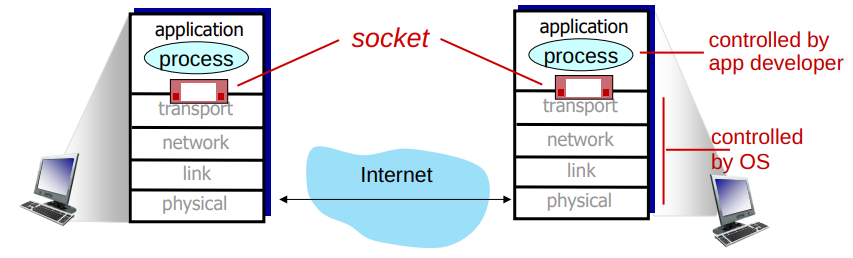 application
process
transport
network
link
physical
socket
Internet
application
process
transport
network
link
physical
controlled by
app developer
controlled
by OS